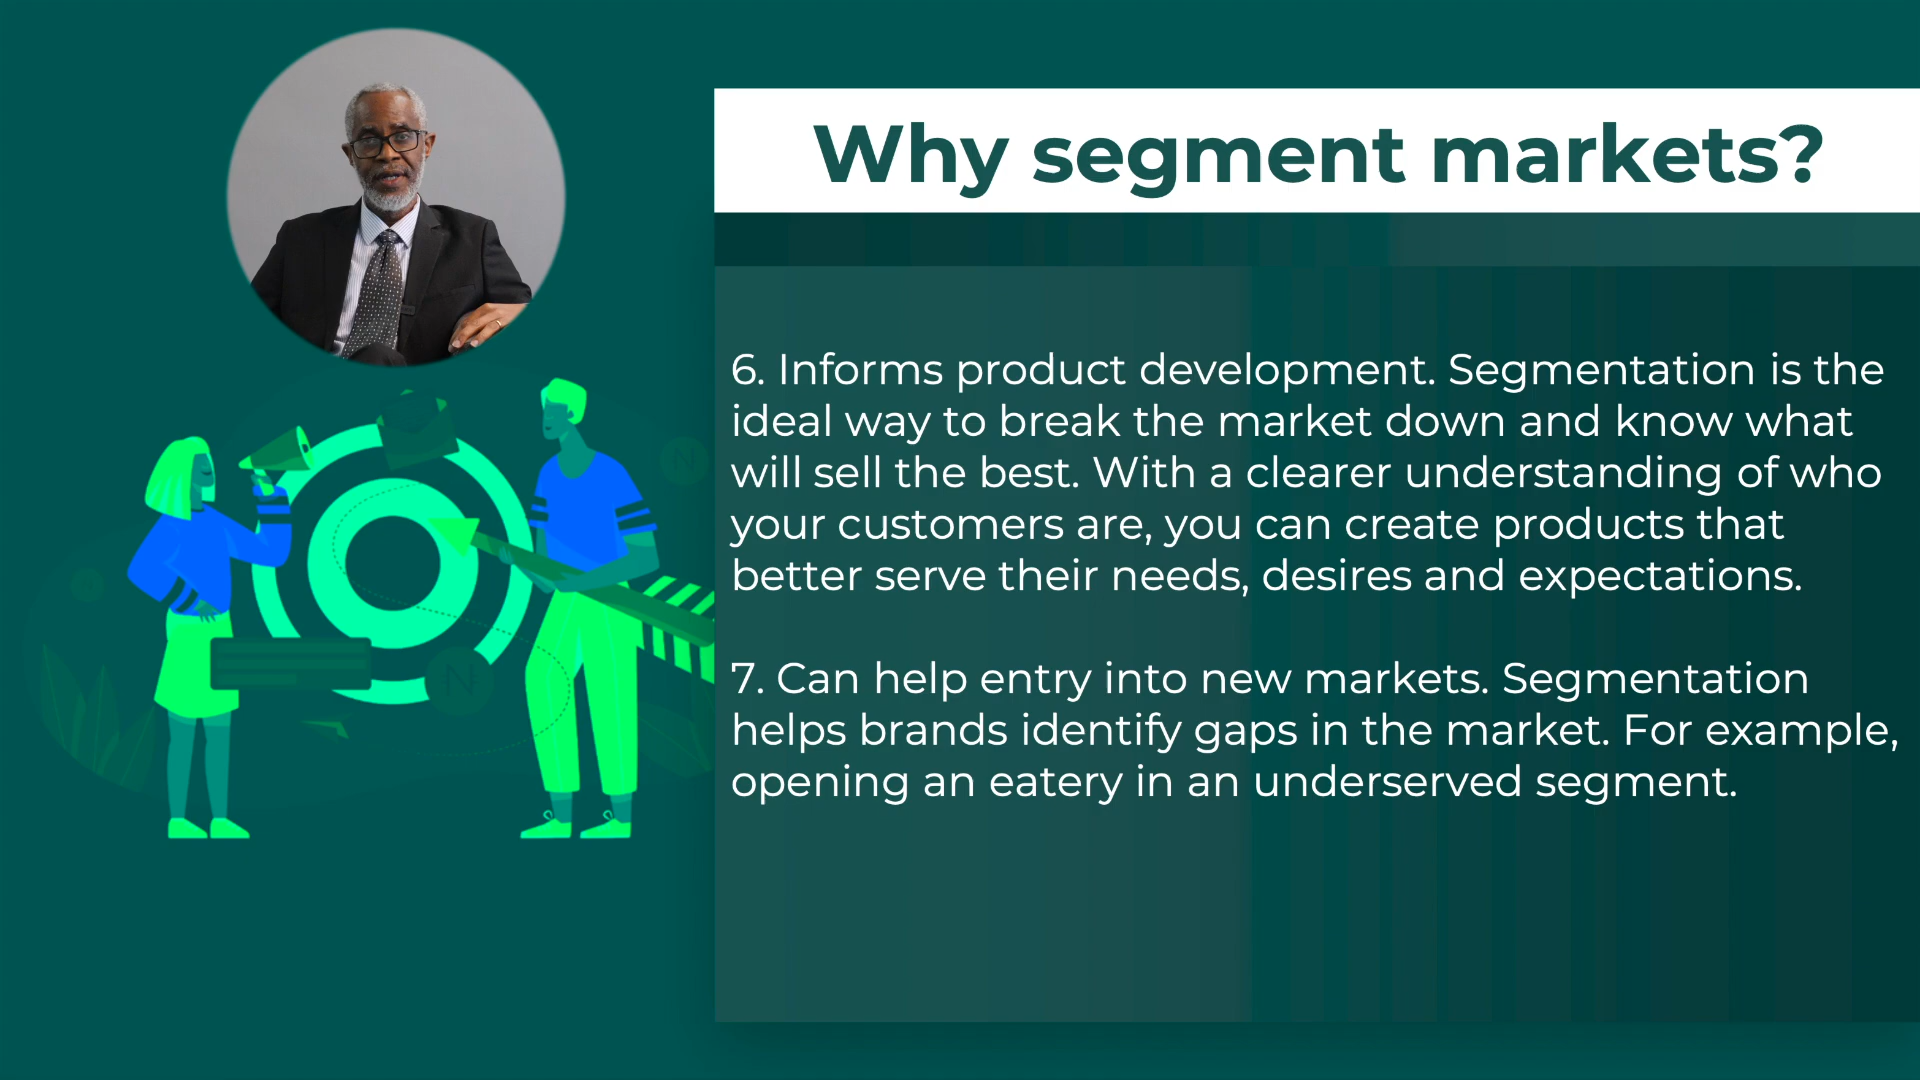 Why segment markets?
6. Informs product development. Segmentation is the
ideal way to break the market down and know what
will sell the best. With a clearer understanding of who
your customers are, you can create products that
better serve their needs, desires and expectations.
7. Can help entry into new markets. Segmentation
helps brands identify gaps in the market. For example,
opening an eatery in an underserved segment.